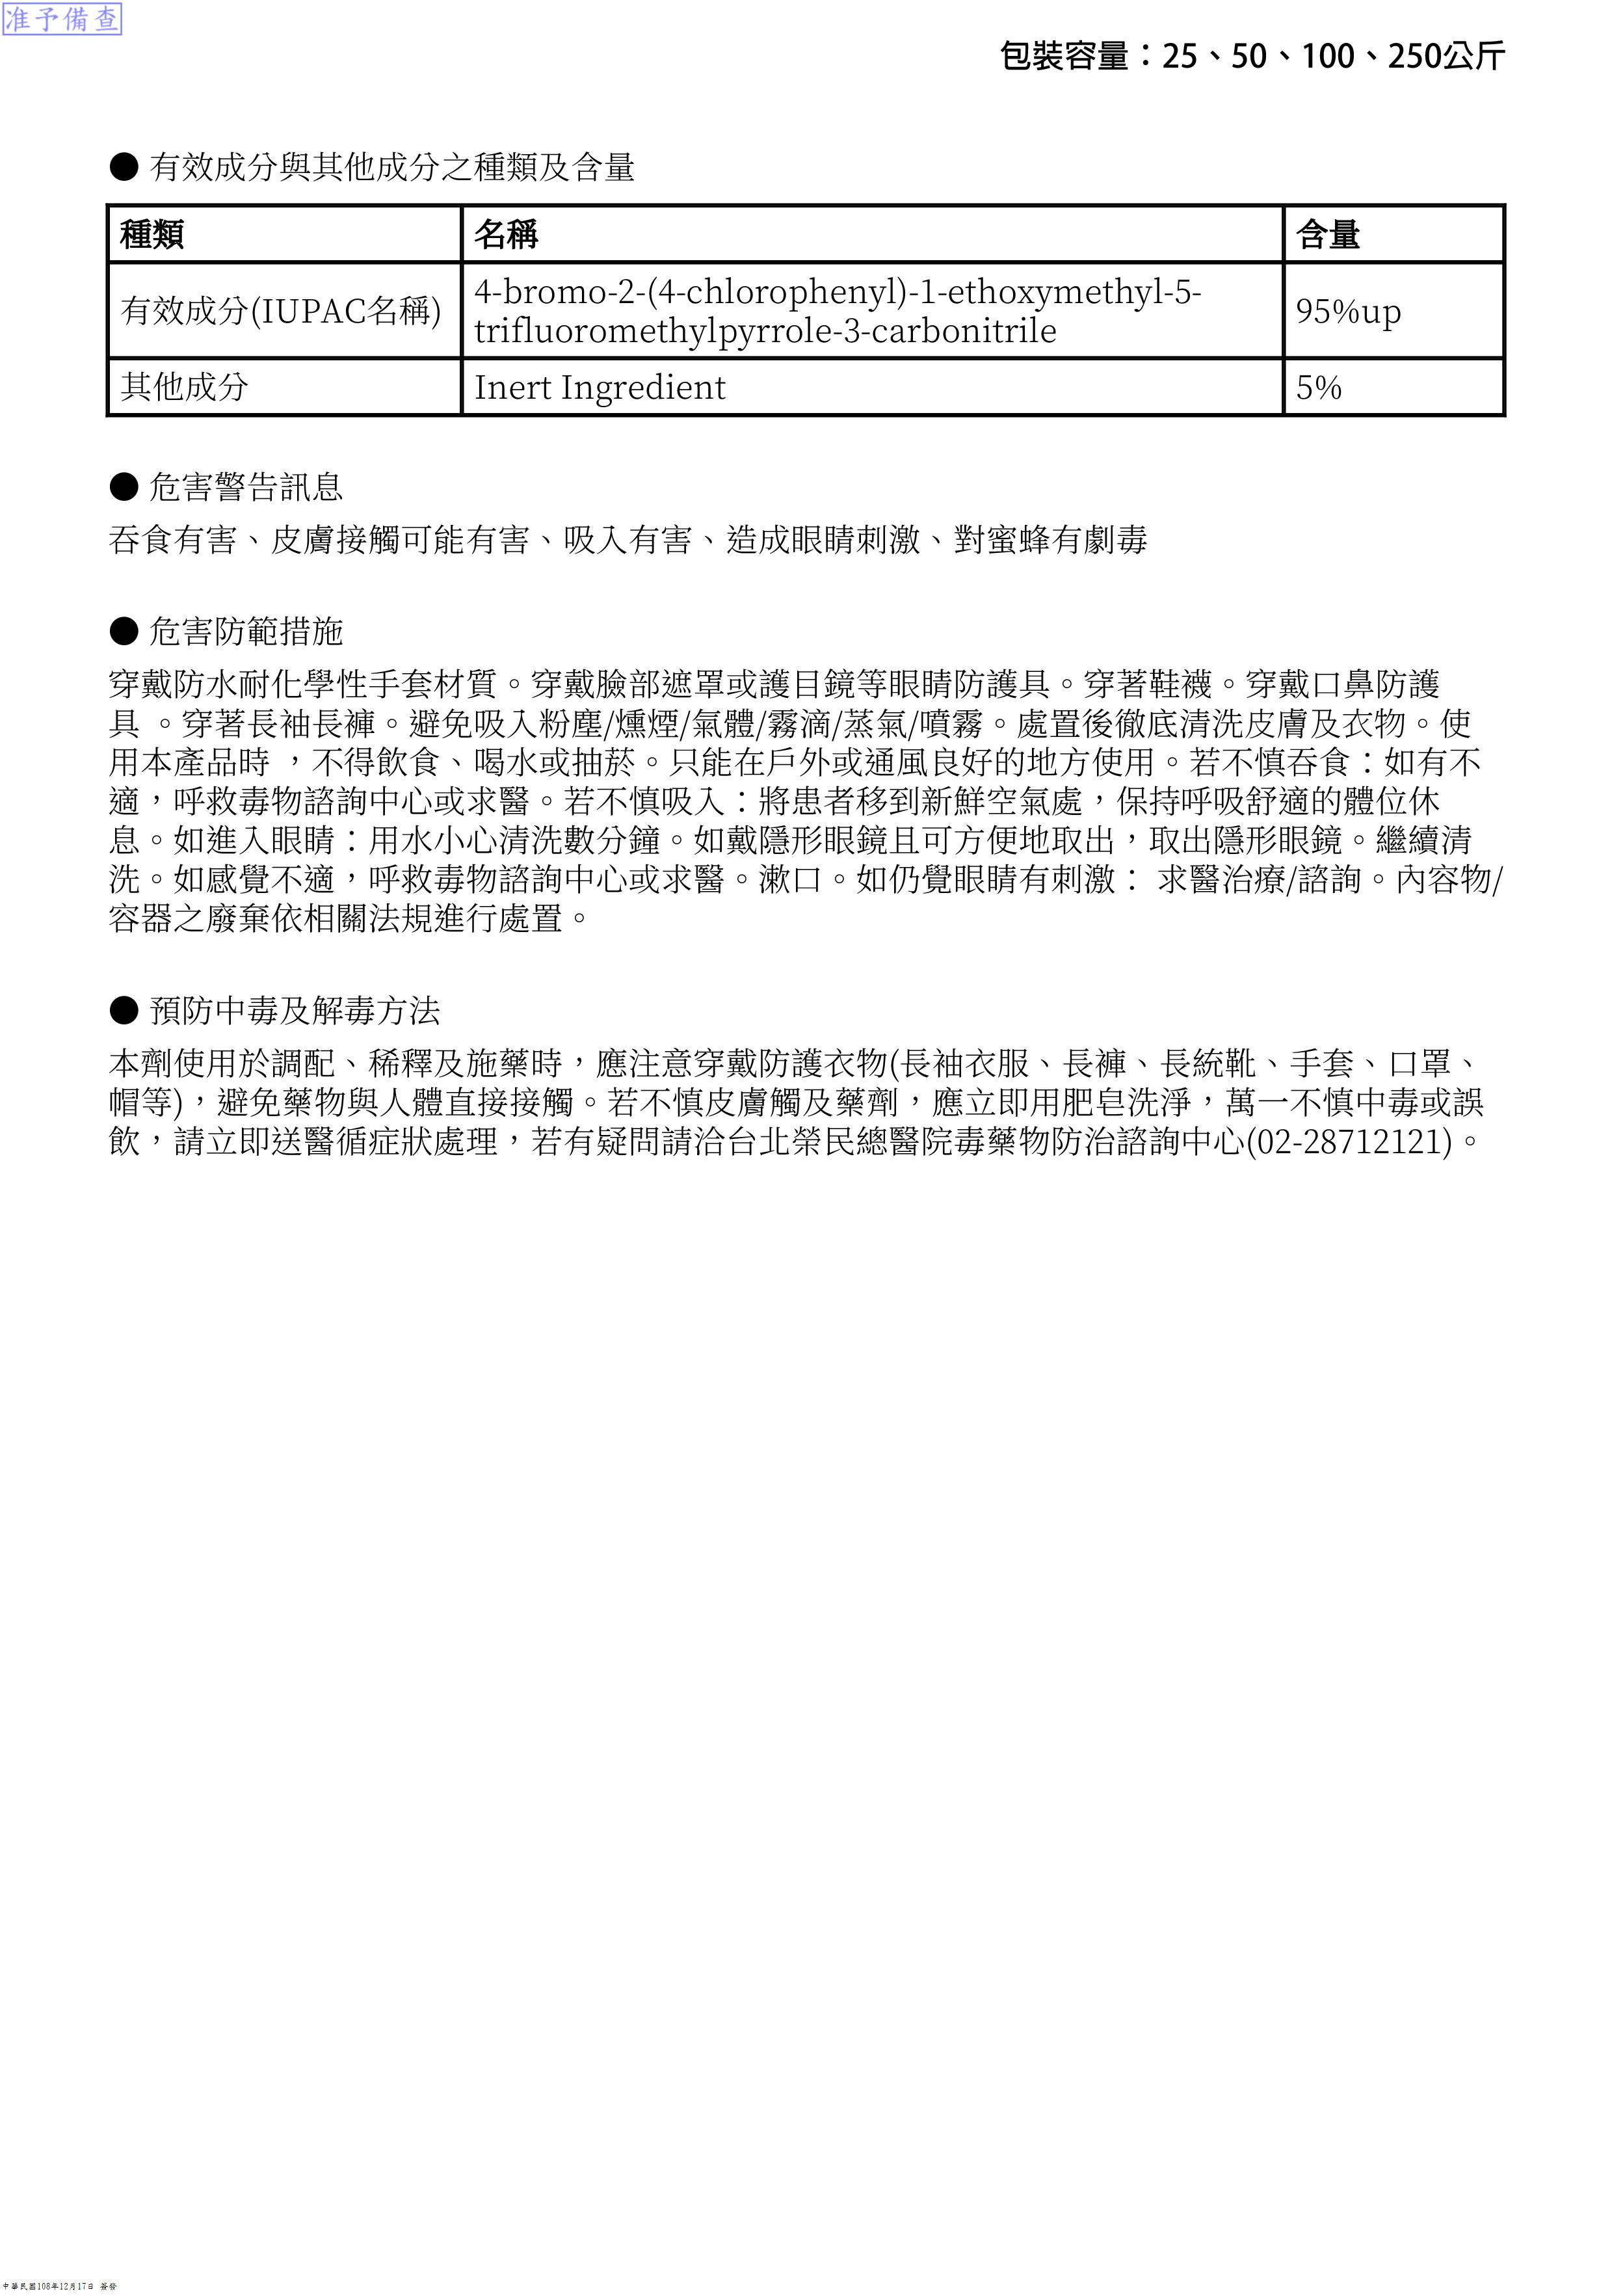 准予備查
包裝容量：25、50、100、250公斤
● 有效成分與其他成分之種類及含量
種類 名稱 含量
有效成分(IUPAC名稱) 4-bromo-2-(4-chlorophenyl)-1-ethoxymethyl-5-
trifluoromethylpyrrole-3-carbonitrile 95%up
其他成分 Inert Ingredient 5%
● 危害警告訊息
吞食有害、皮膚接觸可能有害、吸入有害、造成眼睛刺激、對蜜蜂有劇毒
● 危害防範措施
穿戴防水耐化學性手套材質。穿戴臉部遮罩或護目鏡等眼睛防護具。穿著鞋襪。穿戴口鼻防護
具 。穿著長袖長褲。避免吸入粉塵/燻煙/氣體/霧滴/蒸氣/噴霧。處置後徹底清洗皮膚及衣物。使
用本產品時 ，不得飲食、喝水或抽菸。只能在戶外或通風良好的地方使用。若不慎吞食：如有不
適，呼救毒物諮詢中心或求醫。若不慎吸入：將患者移到新鮮空氣處，保持呼吸舒適的體位休
息。如進入眼睛：用水小心清洗數分鐘。如戴隱形眼鏡且可方便地取出，取出隱形眼鏡。繼續清
洗。如感覺不適，呼救毒物諮詢中心或求醫。漱口。如仍覺眼睛有刺激： 求醫治療/諮詢。內容物/
容器之廢棄依相關法規進行處置。
● 預防中毒及解毒方法
本劑使用於調配、稀釋及施藥時，應注意穿戴防護衣物(長袖衣服、長褲、長統靴、手套、口罩、
帽等)，避免藥物與人體直接接觸。若不慎皮膚觸及藥劑，應立即用肥皂洗淨，萬一不慎中毒或誤
飲，請立即送醫循症狀處理，若有疑問請洽台北榮民總醫院毒藥物防治諮詢中心(02-28712121)。
中華民國108年12月17日 簽發